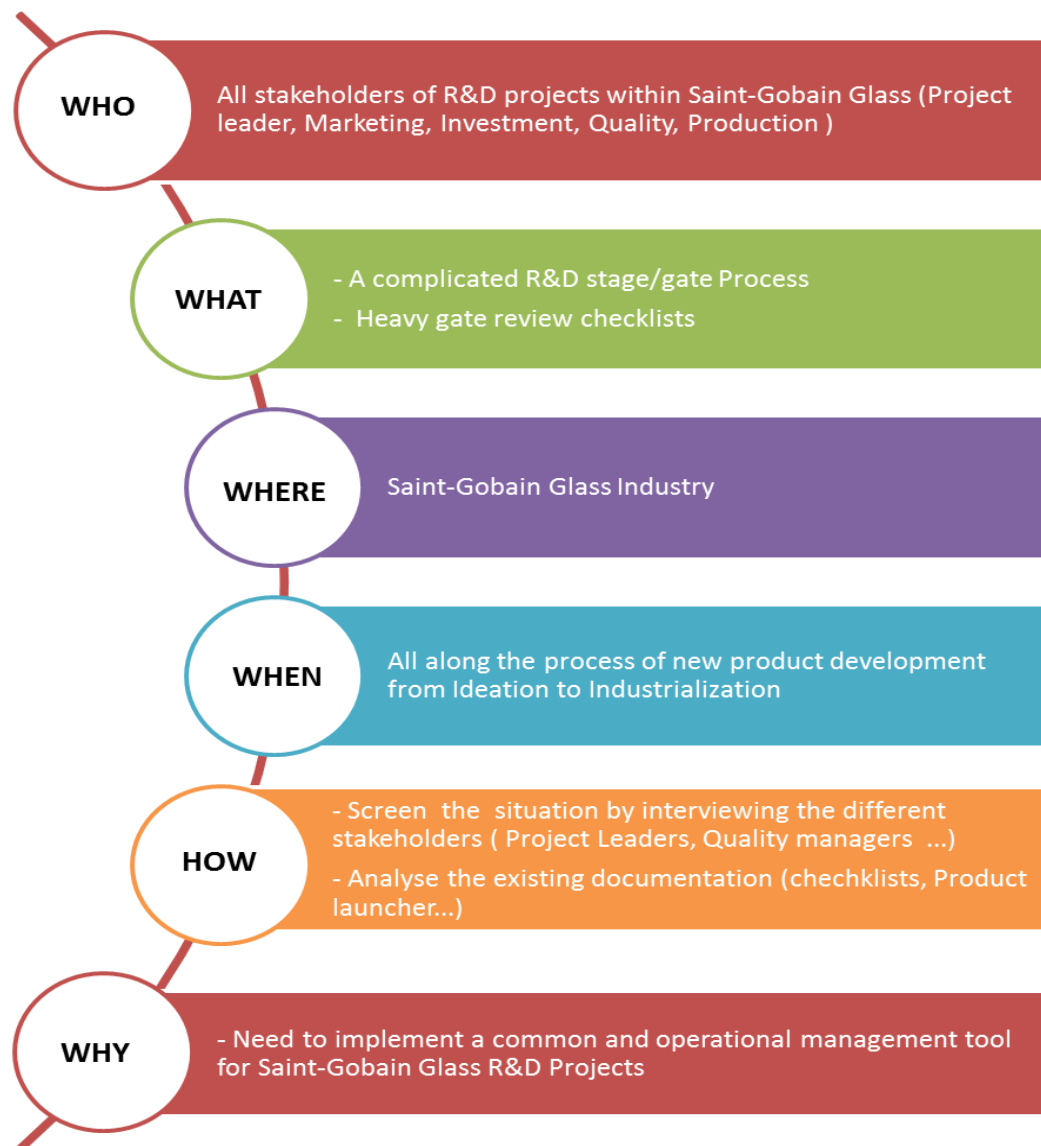 WHO
All stakeholders of R&D projects within Saint-Gobain Glass (Project
leader, Marketing, Investment, Quality, Production )
WHAT
- A complicated R&D stage/gate Process
- Heavy gate review checklists
WHERE
Saint-Gobain Glass Industry
WHEN
All along the process of new product development
from Ideation to Industrialization
HOW
- Screen the situation by interviewing the different
stakeholders ( Project Leaders, Quality managers ...)
- Analyse the existing documentation (chechklists, Product
launcher...)
WHY
- Need to implement a common and operational management tool
for Saint-Gobain Glass R&D Projects